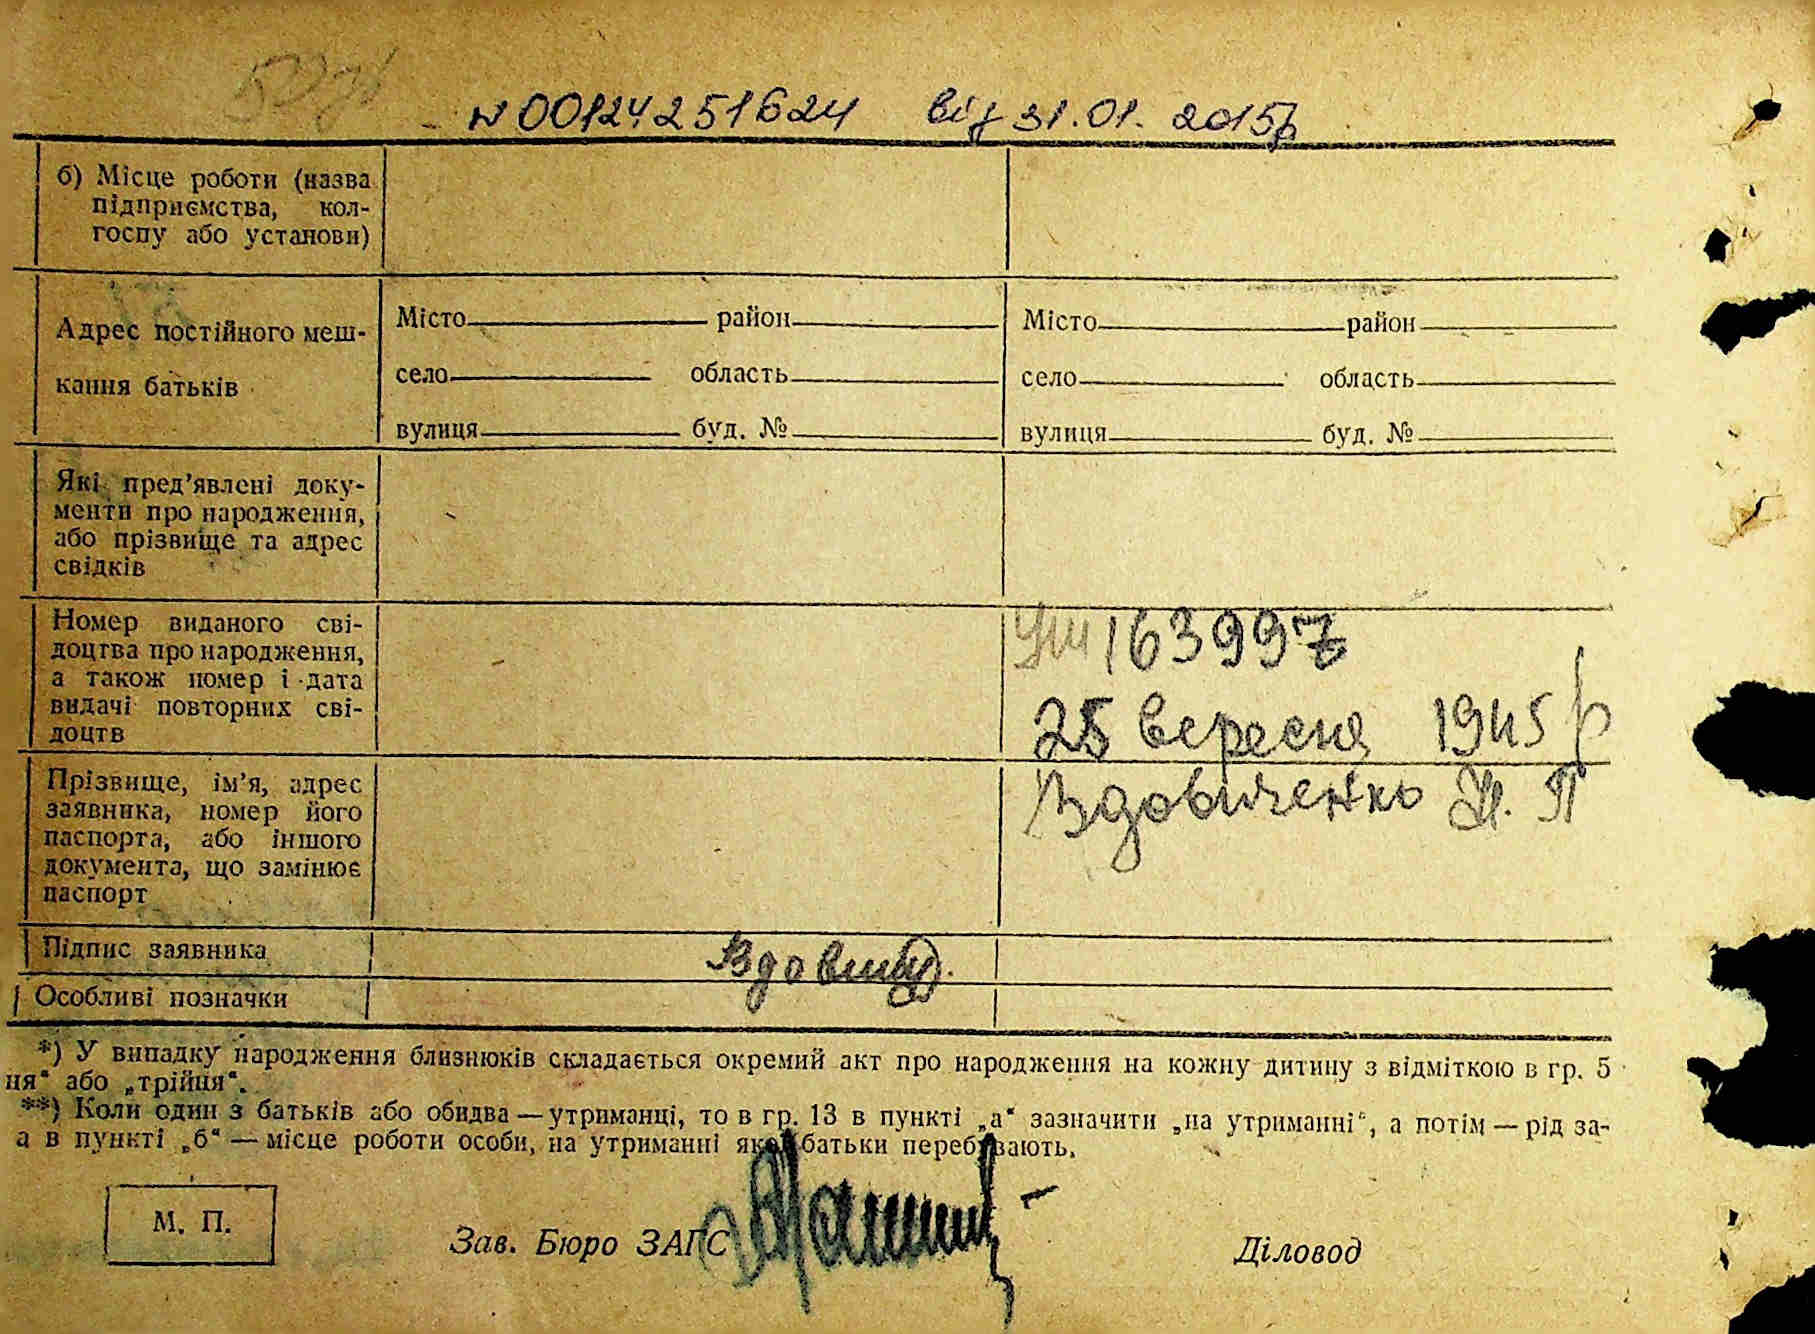 N 00124251624 від 31.01.2015р
б) Місце роботи (назва
підприємства, кол-
госпу або установи)
Адрес постійного меш-
кання батьків
Місто район Місто район
село область село область
вулиця буд. № вулиця буд. №
Які пред’явлені доку-
менти про народження,
або прізвище та адрес
свідків
Номер виданого сві-
доцтва про народження,
а також номер і дата
видачі повторних сві-
доцтв
163997
25 вересня 1945 р
Прізвище, ім’я, адрес
заявника, номер його
паспорта, або іншого
документа, що замінює
паспорт
Вдовиченко Н. П
Підпис заявника
Особливі позначки
*) У випадку народження близнюків складається окремий акт про народження на кожну дитину з відміткою в гр. 5
ня“ або „трійня“.
**) Коли один з батьків або обидва — утриманці, то в гр. 13 в пункті „а“ зазначити „на утриманні“, а потім — рід за-
а в пункті „б“ — місце роботи особи, на утриманні якої батьки перебувають.
М. П.
Зав. Бюро ЗАГС Діловод